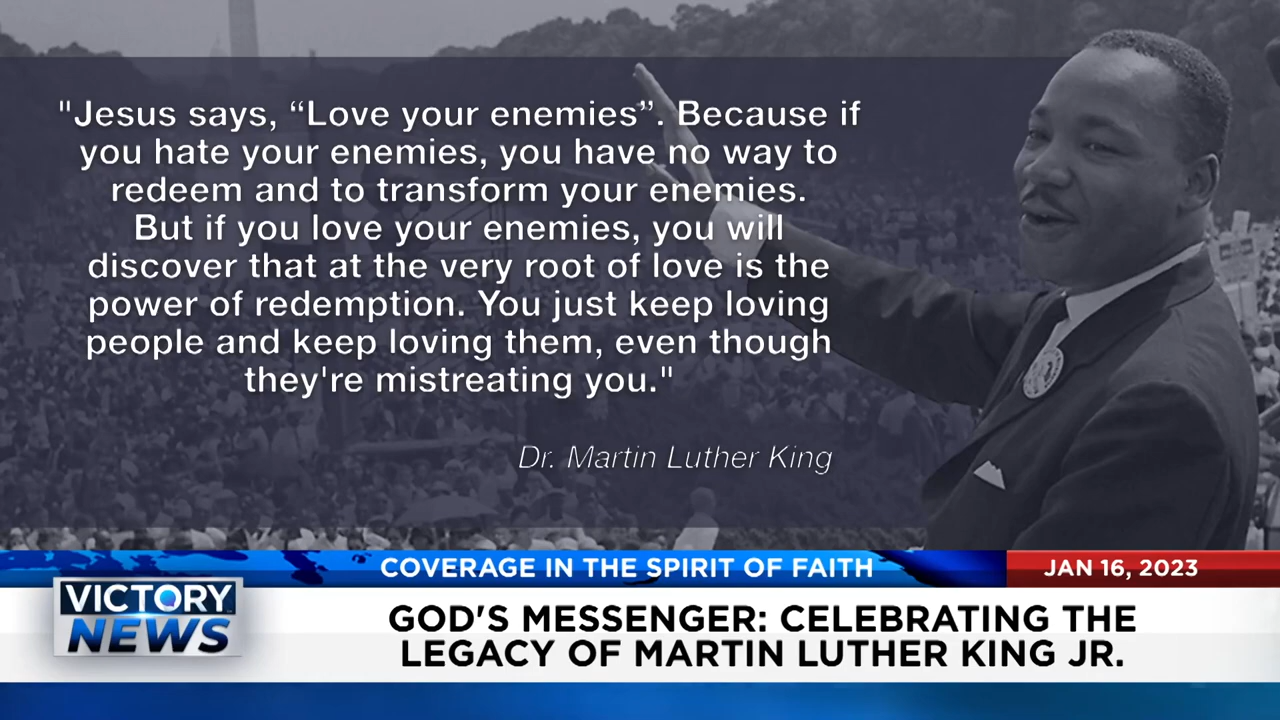 "Jesus says, “Love your enemies”. Because if
you hate your enemies, you have no way to
redeem and to transform your enemies.
But if you love your enemies, you will
discover that at the very root of love is the
power of redemption. You just keep loving
people and keep loving them, even though
they're mistreating you."
Dr. Martin Luther King
COVERAGE IN THE SPIRIT OF FAITH
JAN 16, 2023
VICTORY
NEWS
GOD'S MESSENGER: CELEBRATING THE
LEGACY OF MARTIN LUTHER KING JR.